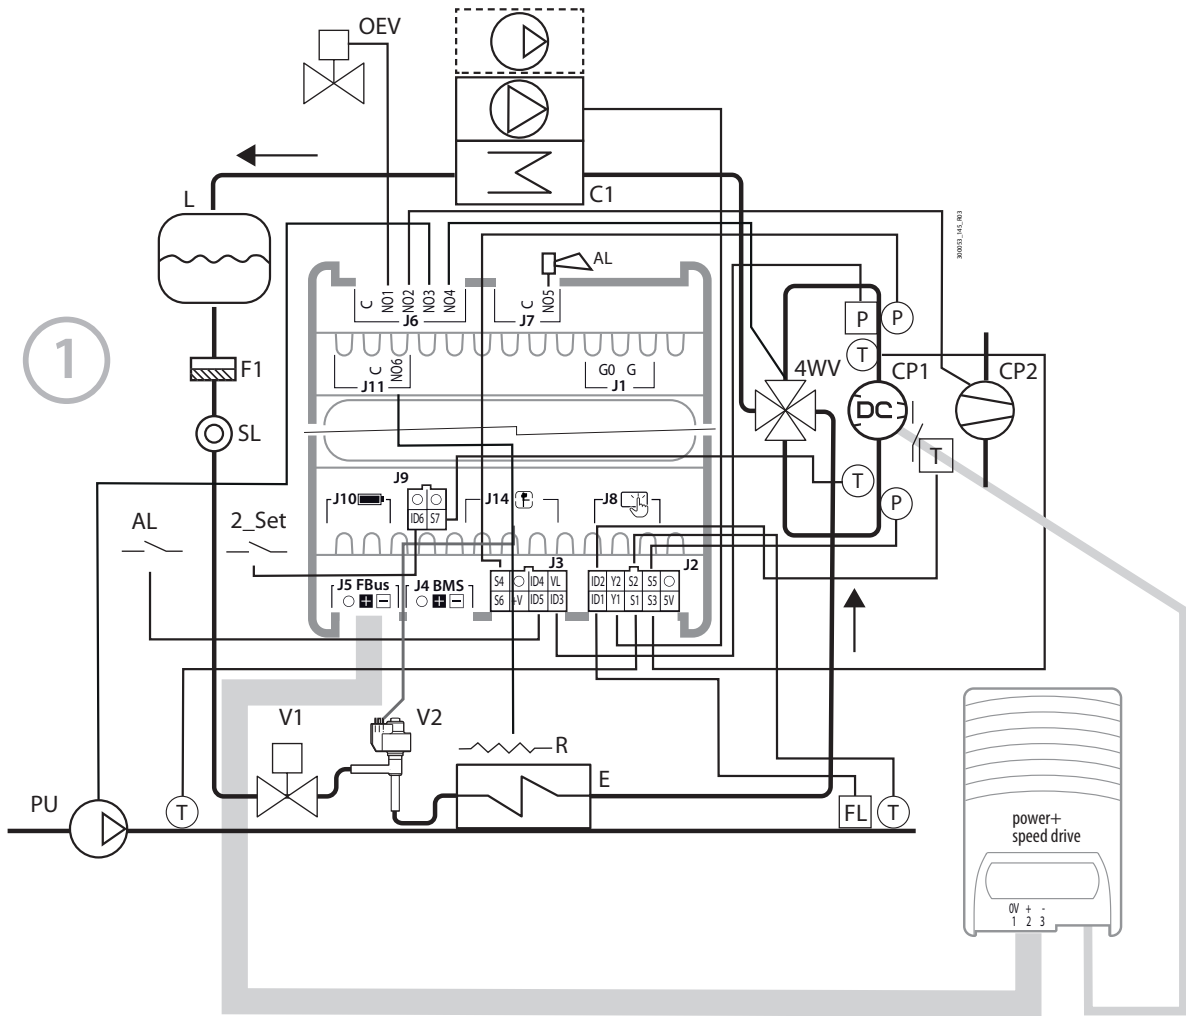 OEV
C1
L
300053_145_R03
AL
C NO1 NO2 NO3 NO4
J6
C NO5
J7
P P
1
F1
C NO6
J11
G0 G
J1
T
4WV
CP1
CP2
DC
SL
T
J9
J10
J14
J8
T
P
AL
2_Set
ID6 S7
J3
J2
J5 FBus
J4 BMS
S4 ID4 VL
S6 +V ID5 ID3
ID2 Y2 S2 S5
ID1 Y1 S1 S3 5V
+ -
+ -
V1
V2
R
E
PU
T
FL
T
power+
speed drive
0V + -
1 2 3